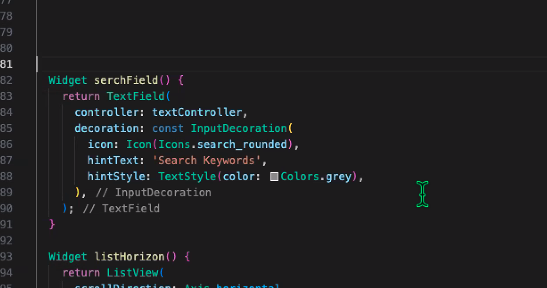 77
78
79
80
81
82 Widget serchField() {
83 return TextField(
84 controller: textController,
85 decoration: const InputDecoration(
86 icon: Icon(Icons.search_rounded),
87 hintText: 'Search Keywords',
88 hintStyle: TextStyle(color: Colors.grey),
89 ), // InputDecoration
90 ); // TextField
91 }
92
93 Widget listHorizon() {
94 return ListView(
95 scrollDirection: Axis.horizontal,